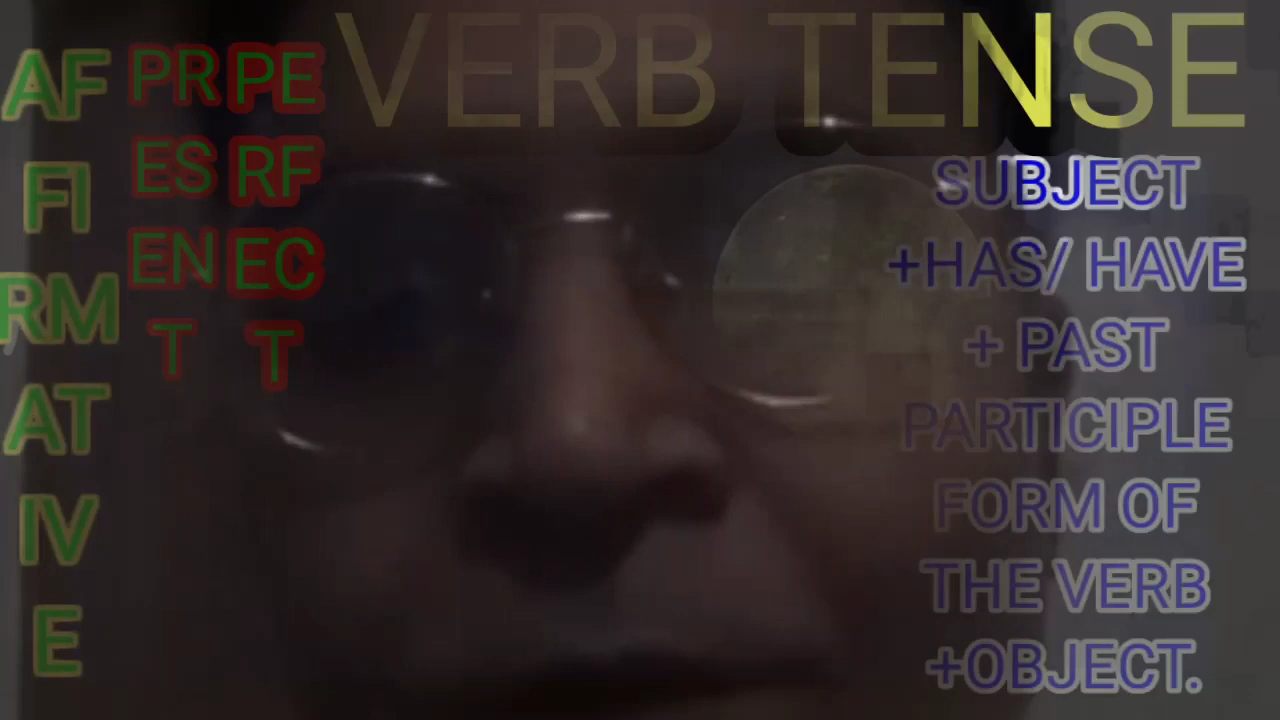 VERB TENSE
AF
FI
RM
AT
IV
E
PR
ES
EN
T
PE
RF
EC
T
SUBJECT
+HAS/ HAVE
+ PAST
PARTICIPLE
FORM OF
THE VERB
+OBJECT.